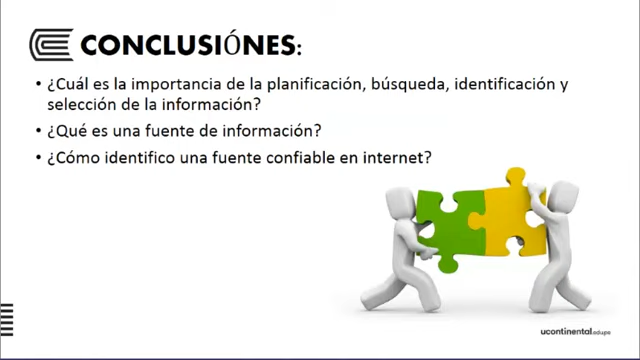 CONCLUSIÓNES:
• ¿Cuál es la importancia de la planificación, búsqueda, identificación y
selección de la información?
• ¿Qué es una fuente de información?
• ¿Cómo identifico una fuente confiable en internet?
ucontinental.edu.pe